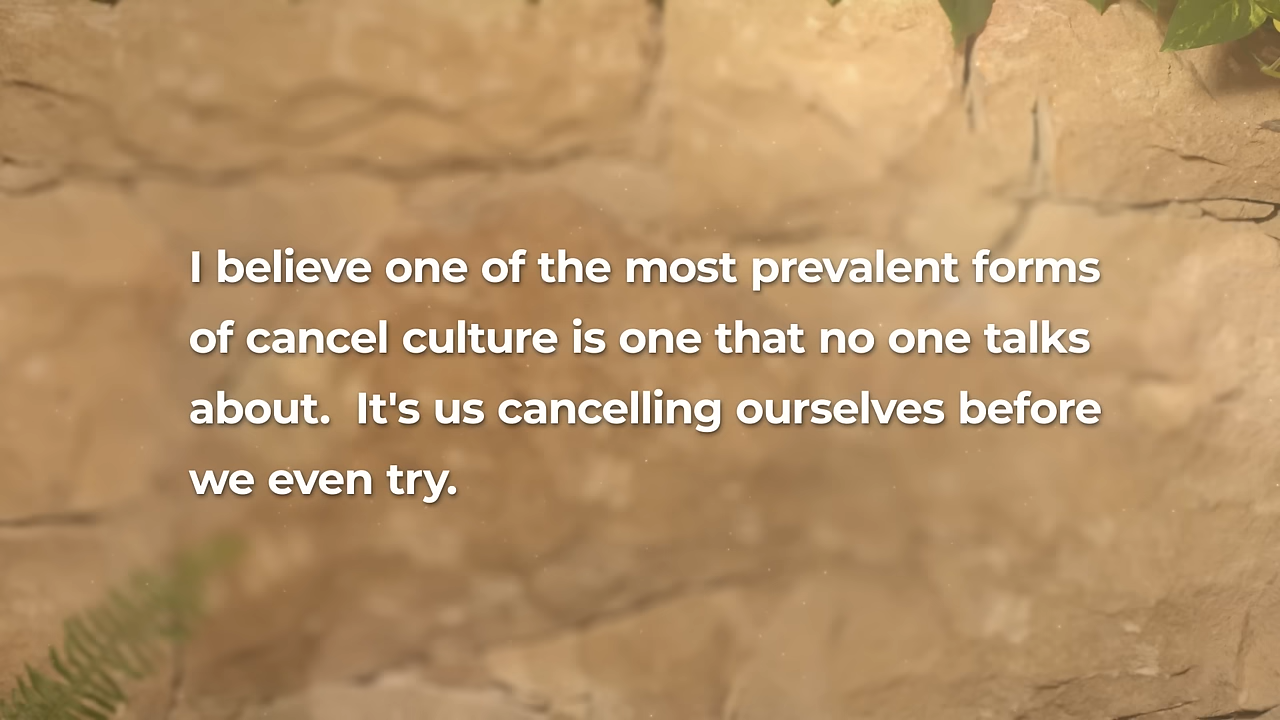 I believe one of the most prevalent forms
of cancel culture is one that no one talks
about.  It's us cancelling ourselves before
we even try.